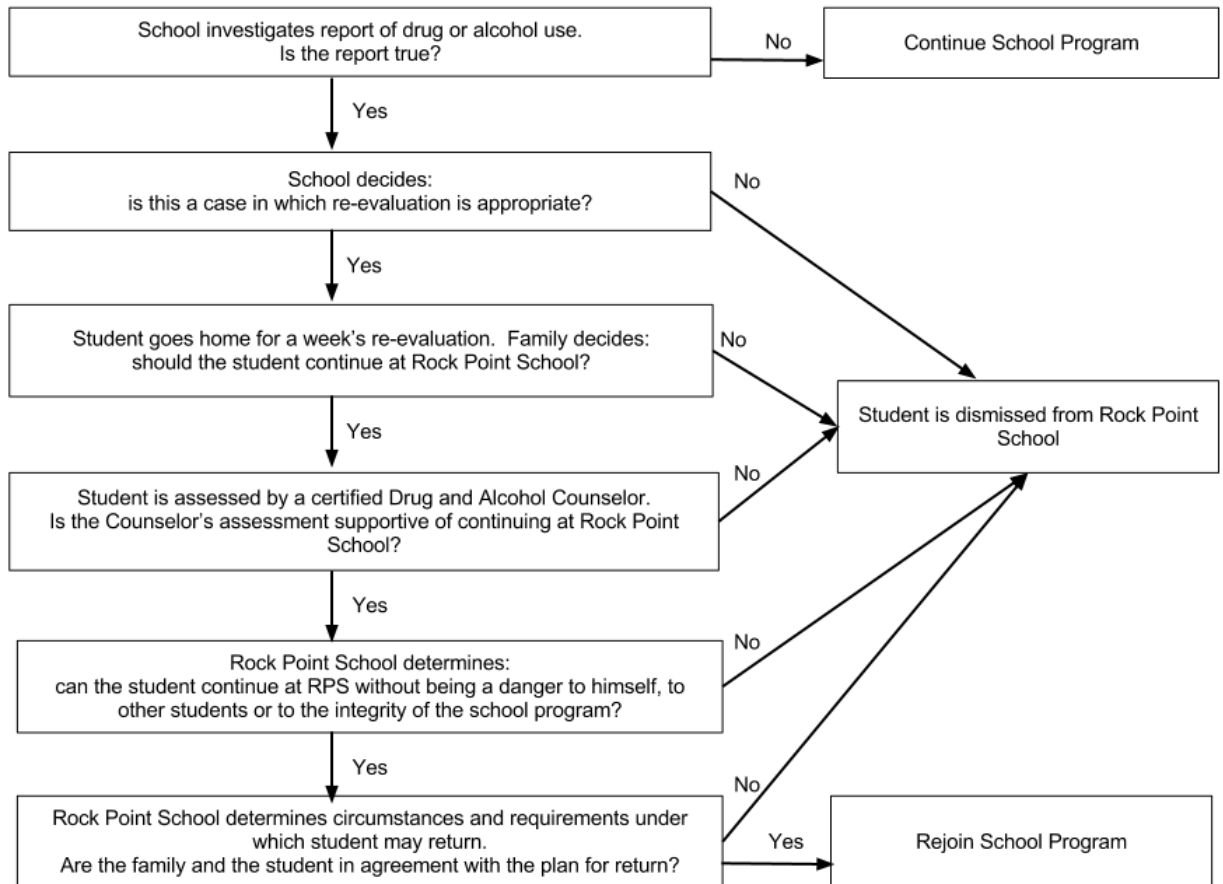 School investigates report of drug or alcohol use.
Is the report true?
No
Continue School Program
Yes
School decides:
is this a case in which re-evaluation is appropriate?
No
Yes
Student goes home for a week's re-evaluation.  Family decides:
should the student continue at Rock Point School?
No
Student is dismissed from Rock Point
School
Yes
Student is assessed by a certified Drug and Alcohol Counselor.
Is the Counselor's assessment supportive of continuing at Rock Point
School?
No
Yes
Rock Point School determines:
can the student continue at RPS without being a danger to himself, to
other students or to the integrity of the school program?
No
Yes
Rock Point School determines circumstances and requirements under
which student may return.
Are the family and the student in agreement with the plan for return?
No
Yes
Rejoin School Program